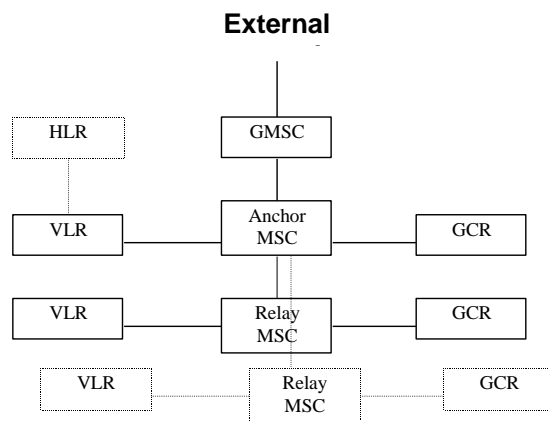 External
HLR
GMSC
VLR
Anchor
MSC
GCR
VLR
Relay
MSC
GCR
VLR
Relay
MSC
GCR